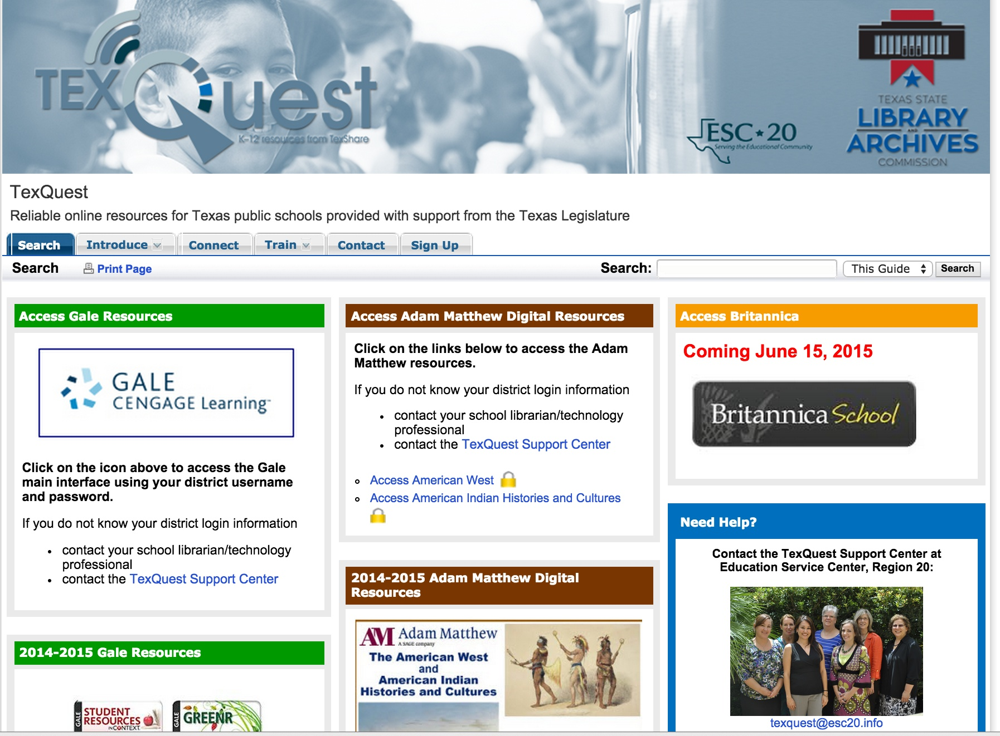 TEXQuest
K-12 resources from TexShare
ESC★20
Serving the Educational Community
TEXAS STATE
LIBRARY
AND
ARCHIVES
COMMISSION
TexQuest
Reliable online resources for Texas public schools provided with support from the Texas Legislature
Search Introduce Connect Train Contact Sign Up
Search Print Page Search: This Guide Search
Access Gale Resources
GALE
CENGAGE Learning™
Click on the icon above to access the Gale
main interface using your district username
and password.
If you do not know your district login information
• contact your school librarian/technology
professional
• contact the TexQuest Support Center
2014-2015 Gale Resources
GALE
STUDENT
RESOURCES
IN CONTEXT
GALE
GREENR
Access Adam Matthew Digital Resources
Click on the links below to access the Adam
Matthew resources.
If you do not know your district login information
• contact your school librarian/technology
professional
• contact the TexQuest Support Center
Access American West
Access American Indian Histories and Cultures
2014-2015 Adam Matthew Digital
Resources
AM Adam Matthew
A SAGE company
The American West
and
American Indian
Histories and Cultures
Access Britannica
Coming June 15, 2015
Britannica School
Need Help?
Contact the TexQuest Support Center at
Education Service Center, Region 20:
texquest@esc20.info